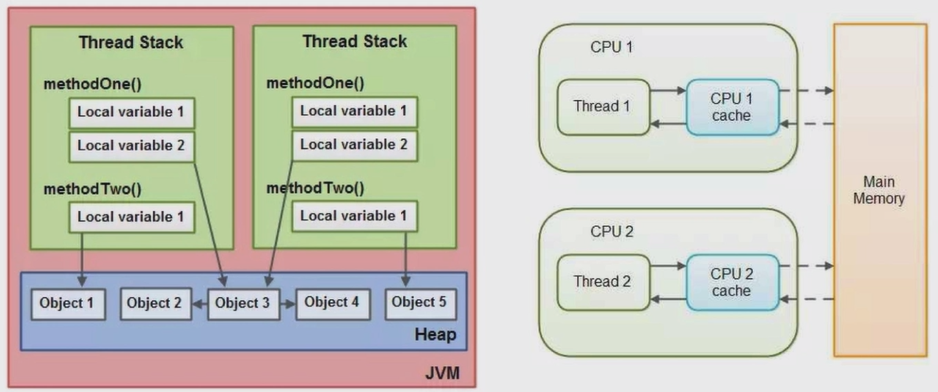 Thread Stack
methodOne()
Local variable 1
Local variable 2
methodTwo()
Local variable 1
Thread Stack
methodOne()
Local variable 1
Local variable 2
methodTwo()
Local variable 1
Object 1
Object 2
Object 3
Object 4
Object 5
Heap
JVM
CPU 1
Thread 1
CPU 1
cache
CPU 2
Thread 2
CPU 2
cache
Main
Memory